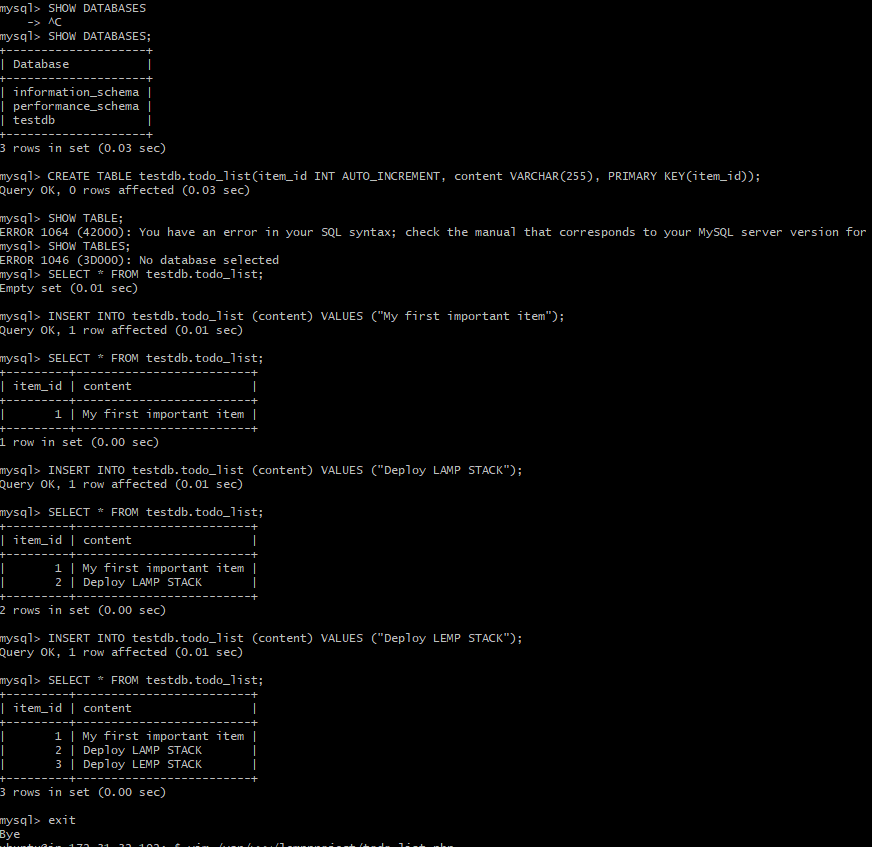 mysql> SHOW DATABASES
    -> ^C
mysql> SHOW DATABASES;
+--------------------+
| Database           |
+--------------------+
| information_schema |
| performance_schema |
| testdb             |
+--------------------+
3 rows in set (0.03 sec)
mysql> CREATE TABLE testdb.todo_list(item_id INT AUTO_INCREMENT, content VARCHAR(255), PRIMARY KEY(item_id));
Query OK, 0 rows affected (0.03 sec)
mysql> SHOW TABLE;
ERROR 1064 (42000): You have an error in your SQL syntax; check the manual that corresponds to your MySQL server version for
mysql> SHOW TABLES;
ERROR 1046 (3D000): No database selected
mysql> SELECT * FROM testdb.todo_list;
Empty set (0.01 sec)
mysql> INSERT INTO testdb.todo_list (content) VALUES ("My first important item");
Query OK, 1 row affected (0.01 sec)
mysql> SELECT * FROM testdb.todo_list;
+---------+-------------------------+
| item_id | content                 |
+---------+-------------------------+
|       1 | My first important item |
+---------+-------------------------+
1 row in set (0.00 sec)
mysql> INSERT INTO testdb.todo_list (content) VALUES ("Deploy LAMP STACK");
Query OK, 1 row affected (0.01 sec)
mysql> SELECT * FROM testdb.todo_list;
+---------+-------------------------+
| item_id | content                 |
+---------+-------------------------+
|       1 | My first important item |
|       2 | Deploy LAMP STACK       |
+---------+-------------------------+
2 rows in set (0.00 sec)
mysql> INSERT INTO testdb.todo_list (content) VALUES ("Deploy LEMP STACK");
Query OK, 1 row affected (0.01 sec)
mysql> SELECT * FROM testdb.todo_list;
+---------+-------------------------+
| item_id | content                 |
+---------+-------------------------+
|       1 | My first important item |
|       2 | Deploy LAMP STACK       |
|       3 | Deploy LEMP STACK       |
+---------+-------------------------+
3 rows in set (0.00 sec)
mysql> exit
Bye